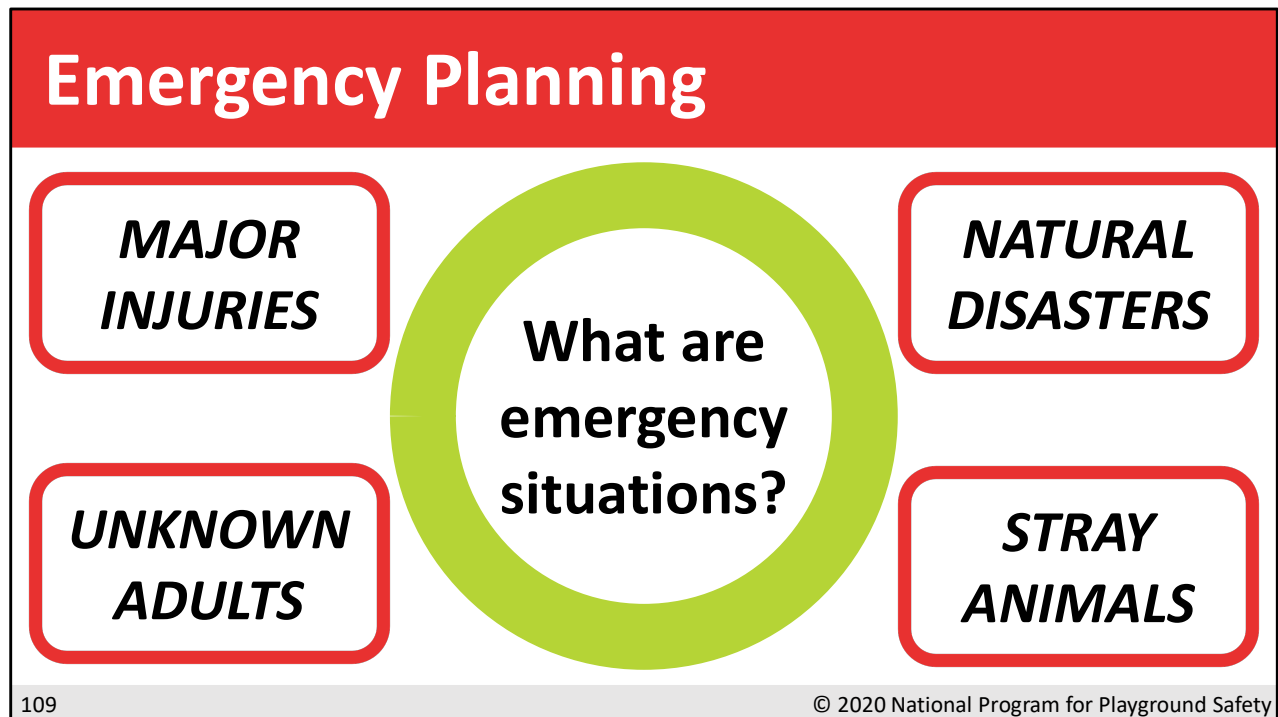 Emergency Planning
MAJOR
INJURIES
NATURAL
DISASTERS
What are
emergency
situations?
UNKNOWN
ADULTS
STRAY
ANIMALS
109
© 2020 National Program for Playground Safety